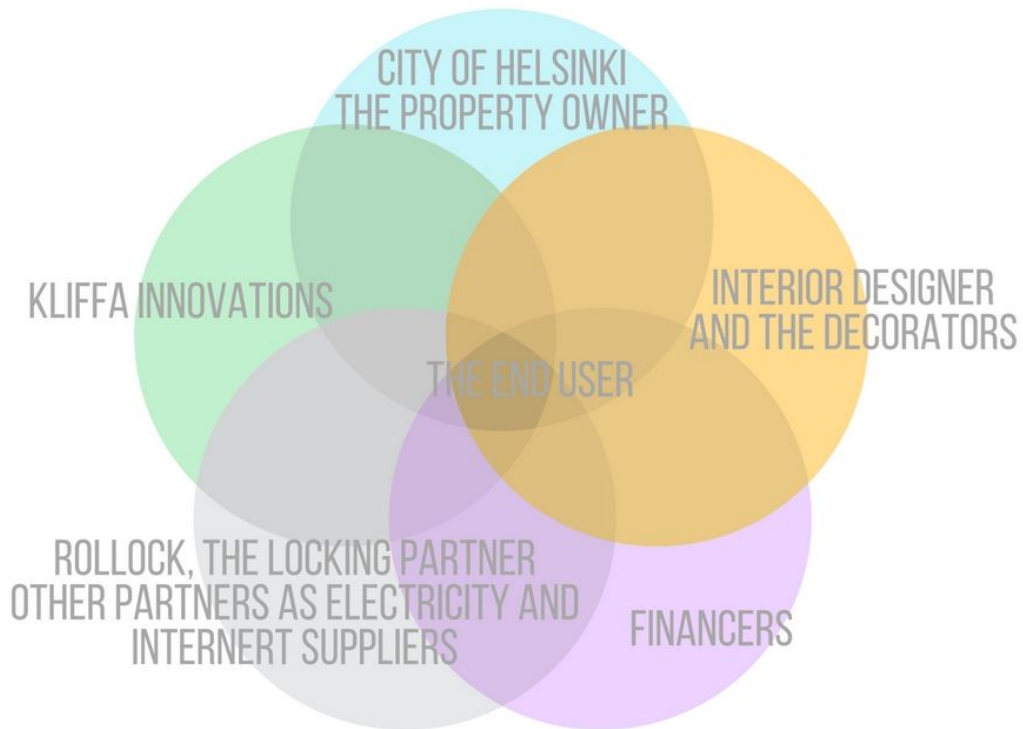 CITY OF HELSINKI
THE PROPERTY OWNER
KLIFFA INNOVATIONS
INTERIOR DESIGNER
AND THE DECORATORS
THE END USER
ROLLOCK, THE LOCKING PARTNER
OTHER PARTNERS AS ELECTRICITY AND
INTERNERT SUPPLIERS
FINANCERS